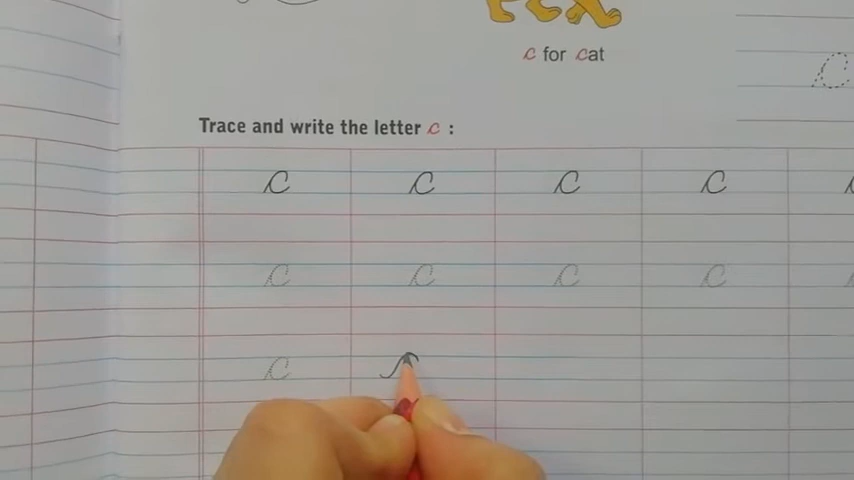 c for cat
Trace and write the letter c :
c c c c
c c c c
c